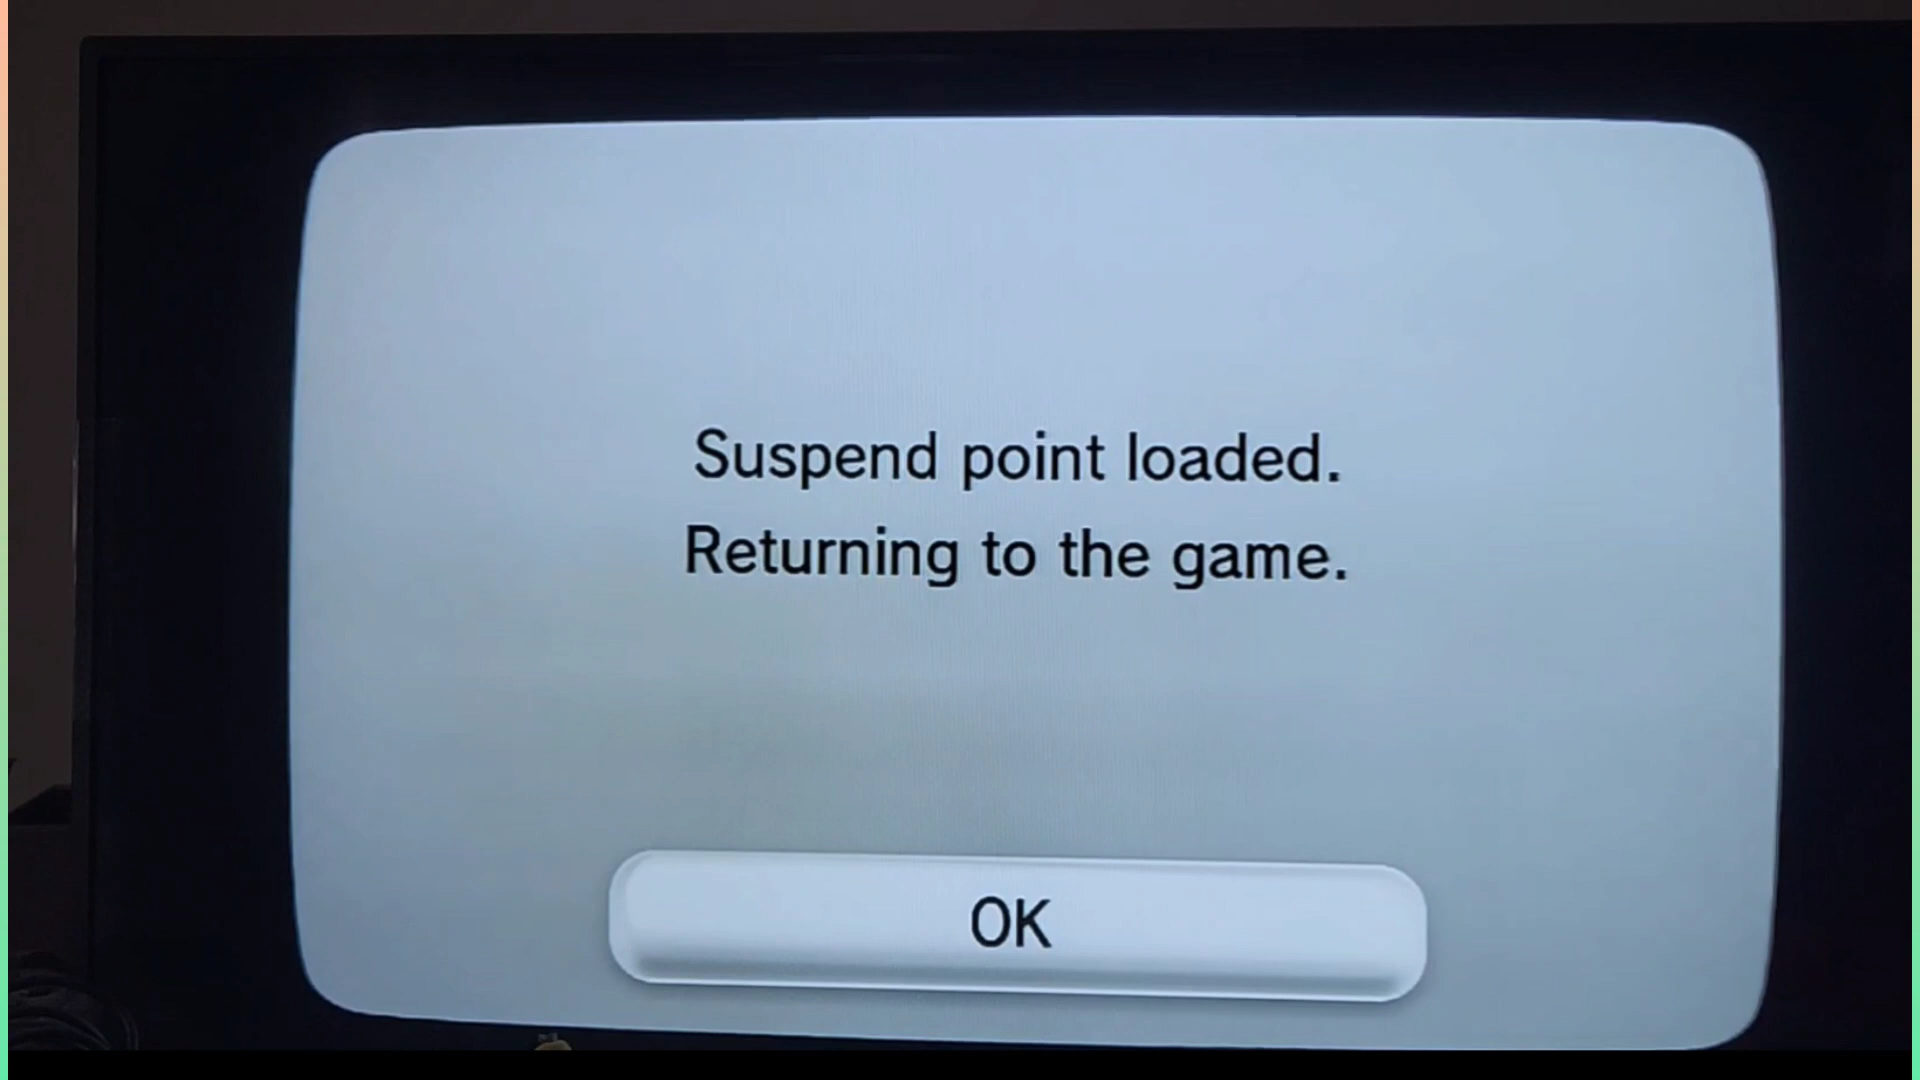 Suspend point loaded.
Returning to the game.
OK